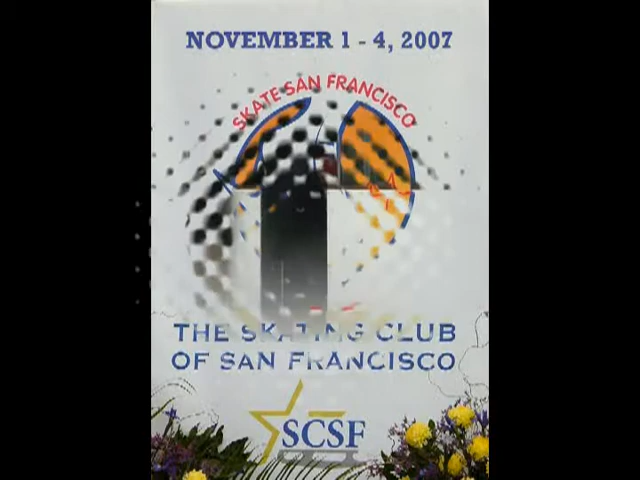 NOVEMBER 1 - 4, 2007
SKATE SAN FRANCISCO
THE SKATING CLUB
OF SAN FRANCISCO
SCSF